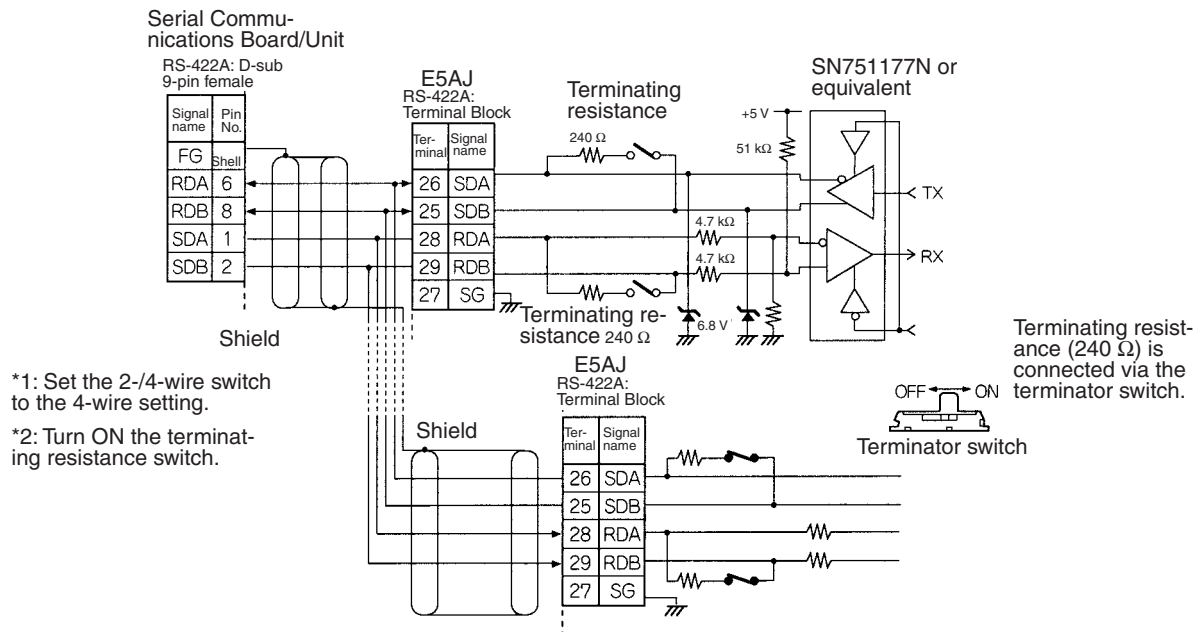 Serial Commu-
nications Board/Unit
RS-422A: D-sub
9-pin female
Signal name
Pin No.
FG Shell
RDA 6
RDB 8
SDA 1
SDB 2
Shield
E5AJ
RS-422A:
Terminal Block
Ter-
minal
Signal
name
26 SDA
25 SDB
28 RDA
29 RDB
27 SG
Terminating
resistance
240 Ω
Terminating re-
sistance 240 Ω
+5 V
51 kΩ
4.7 kΩ
4.7 kΩ
6.8 V
SN751177N or
equivalent
TX
RX
Terminating resist-
ance (240 Ω) is
connected via the
terminator switch.
OFF ON
Terminator switch
*1: Set the 2-/4-wire switch
to the 4-wire setting.
*2: Turn ON the terminat-
ing resistance switch.
Shield
E5AJ
RS-422A:
Terminal Block
Ter-
minal
Signal
name
26 SDA
25 SDB
28 RDA
29 RDB
27 SG